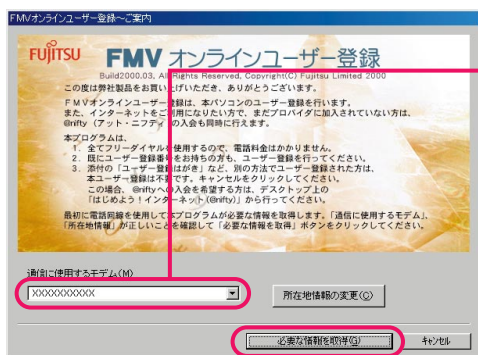 FMVオンラインユーザー登録～ご案内
FUJITSU
FMV オンラインユーザー登録
Build2000.03, All Rights Reserved, Copyright(C) Fujitsu Limited 2000
この度は弊社製品をお買い上げいただき、ありがとうございます。
FMVオンラインユーザー登録は、本パソコンのユーザー登録を行います。
また、インターネットをご利用になりたい方で、まだプロバイダに加入されていない方は、
@nifty (アット・ニフティ)の入会も同時に行えます。
本プログラムは、
1. 全てフリーダイヤルを使用するので、電話料金はかかりません。
2. 既にユーザー登録番号をお持ちの方も、ユーザー登録を行ってください。
3. 添付の「ユーザー登録はがき」など、別の方法でユーザー登録された方は、
本ユーザー登録は不要です。キャンセルをクリックしてください。
この場合、@niftyへの入会を希望する方は、デスクトップ上の
「はじめよう！インターネット(@nifty)」から行ってください。
最初に電話回線を使用して本プログラムが必要な情報を取得します。「通信に使用するモデム」、
「所在地情報」が正しいことを確認して「必要な情報を取得」ボタンをクリックしてください。
通信に使用するモデム(M)
XXXXXXXXXX
所在地情報の変更(C)
必要な情報を取得(G)
キャンセル